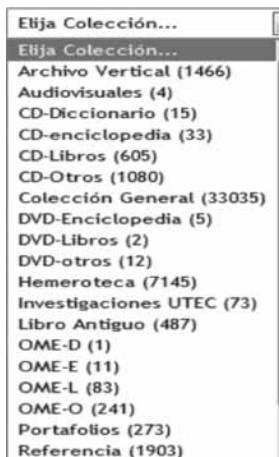 Elija Colección...
Elija Colección...
Archivo Vertical (1466)
Audiovisuales (4)
CD-Diccionario (15)
CD-enciclopedia (33)
CD-Libros (605)
CD-Otros (1080)
Colección General (33035)
DVD-Enciclopedia (5)
DVD-Libros (2)
DVD-otros (12)
Hemeroteca (7145)
Investigaciones UTEC (73)
Libro Antiguo (487)
OME-D (1)
OME-E (11)
OME-L (83)
OME-O (241)
Portafolios (273)
Referencia (1903)